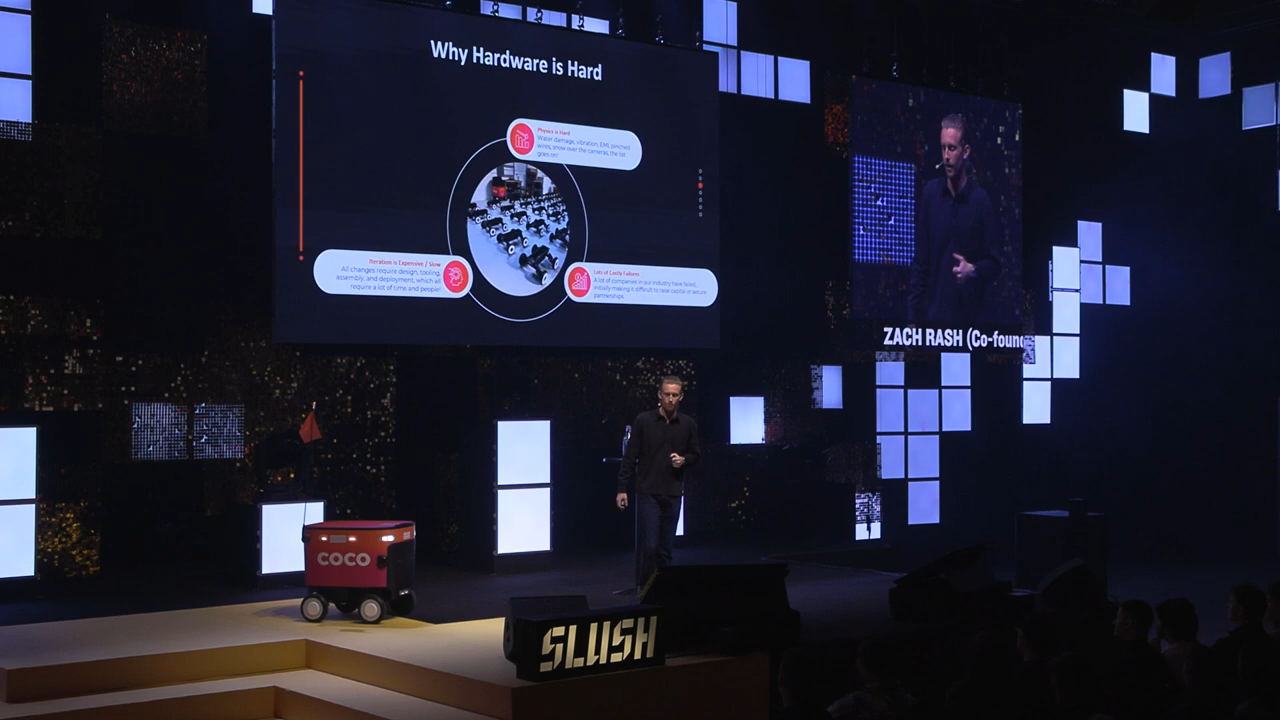 Why Hardware is Hard
Physics is Hard
Water damage, vibration, EMI, pinched
wires, snow over the cameras, the list
goes on!
Iteration is Expensive / Slow
All changes require design, tooling,
assembly, and deployment, which all
require a lot of time and people!
Lots of Costly Failures
A lot of companies in our industry have failed,
initially making it difficult to raise capital or secure
partnerships.
ZACH RASH (Co-foun
COCO
SLUSH